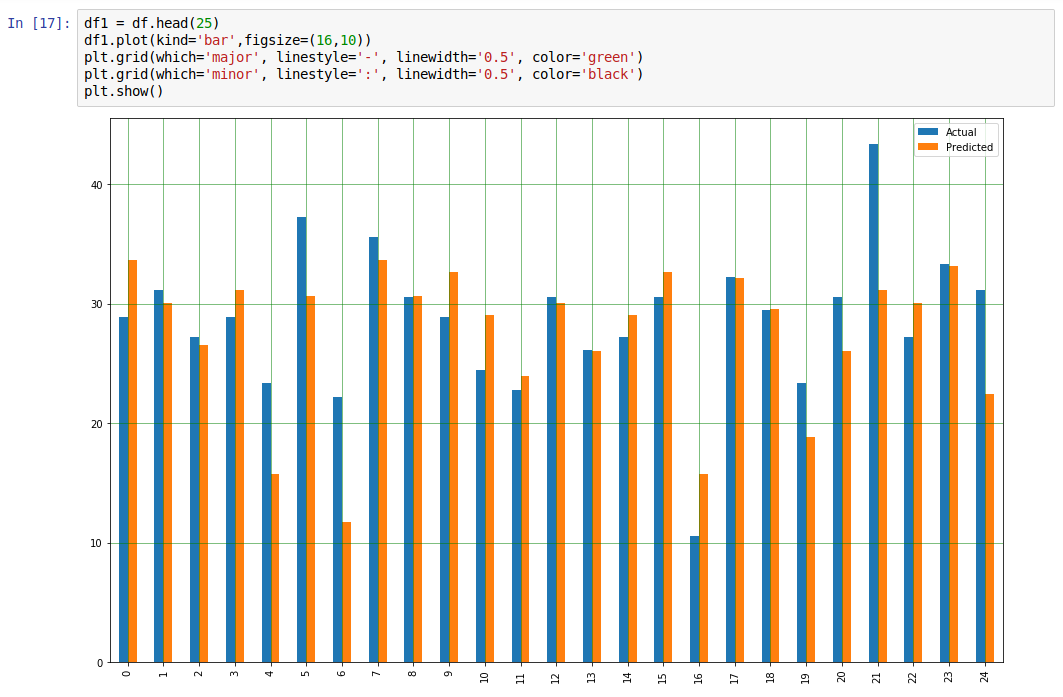 In [17]: df1 = df.head(25)
df1.plot(kind='bar',figsize=(16,10))
plt.grid(which='major', linestyle='-', linewidth='0.5', color='green')
plt.grid(which='minor', linestyle=':', linewidth='0.5', color='black')
plt.show()
Actual
Predicted
40
30
20
10
0
0 1 2 3 4 5 6 7 8 9 10 11 12 13 14 15 16 17 18 19 20 21 22 23 24